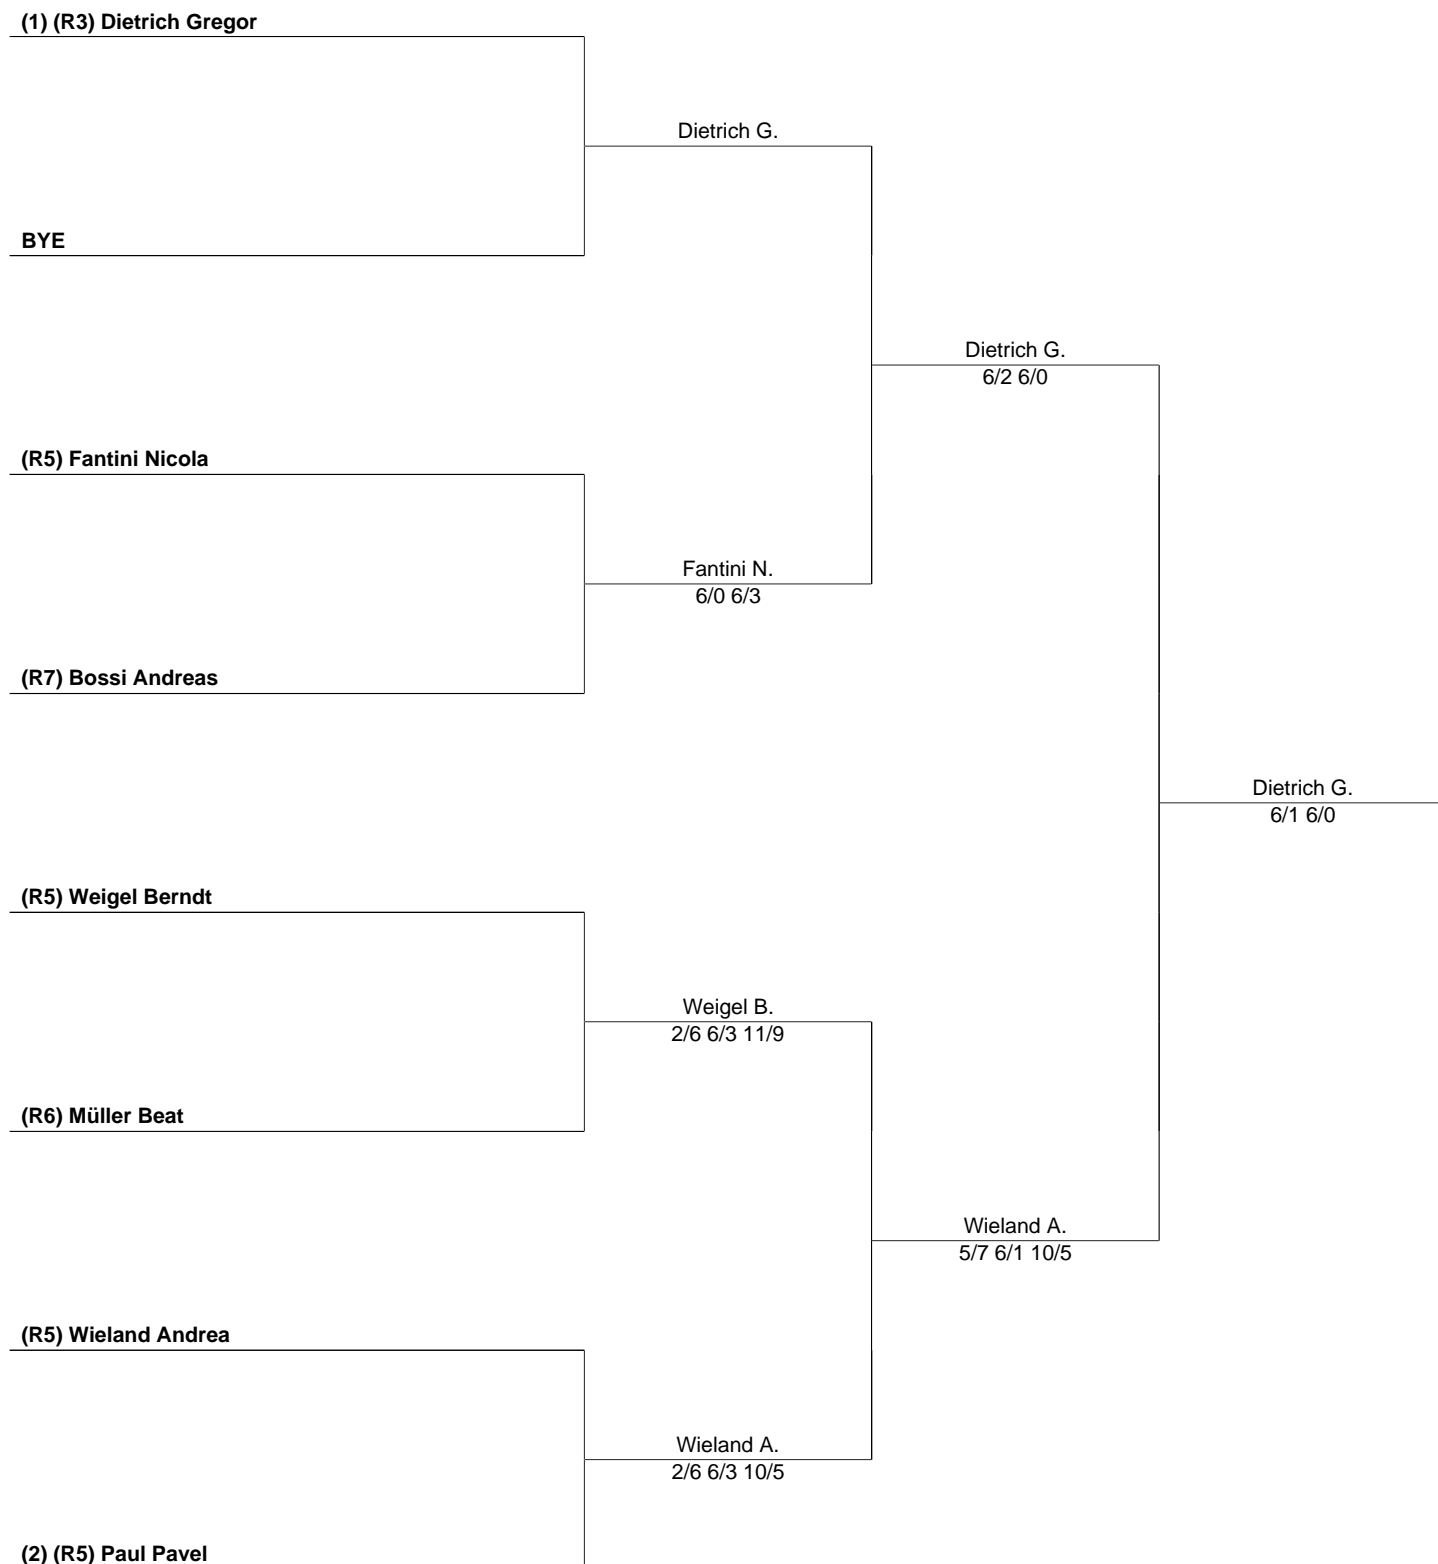 (1) (R3) Dietrich Gregor
Dietrich G.
BYE
Dietrich G.
6/2 6/0
(R5) Fantini Nicola
Fantini N.
6/0 6/3
(R7) Bossi Andreas
Dietrich G.
6/1 6/0
(R5) Weigel Berndt
Weigel B.
2/6 6/3 11/9
(R6) Müller Beat
Wieland A.
5/7 6/1 10/5
(R5) Wieland Andrea
Wieland A.
2/6 6/3 10/5
(2) (R5) Paul Pavel